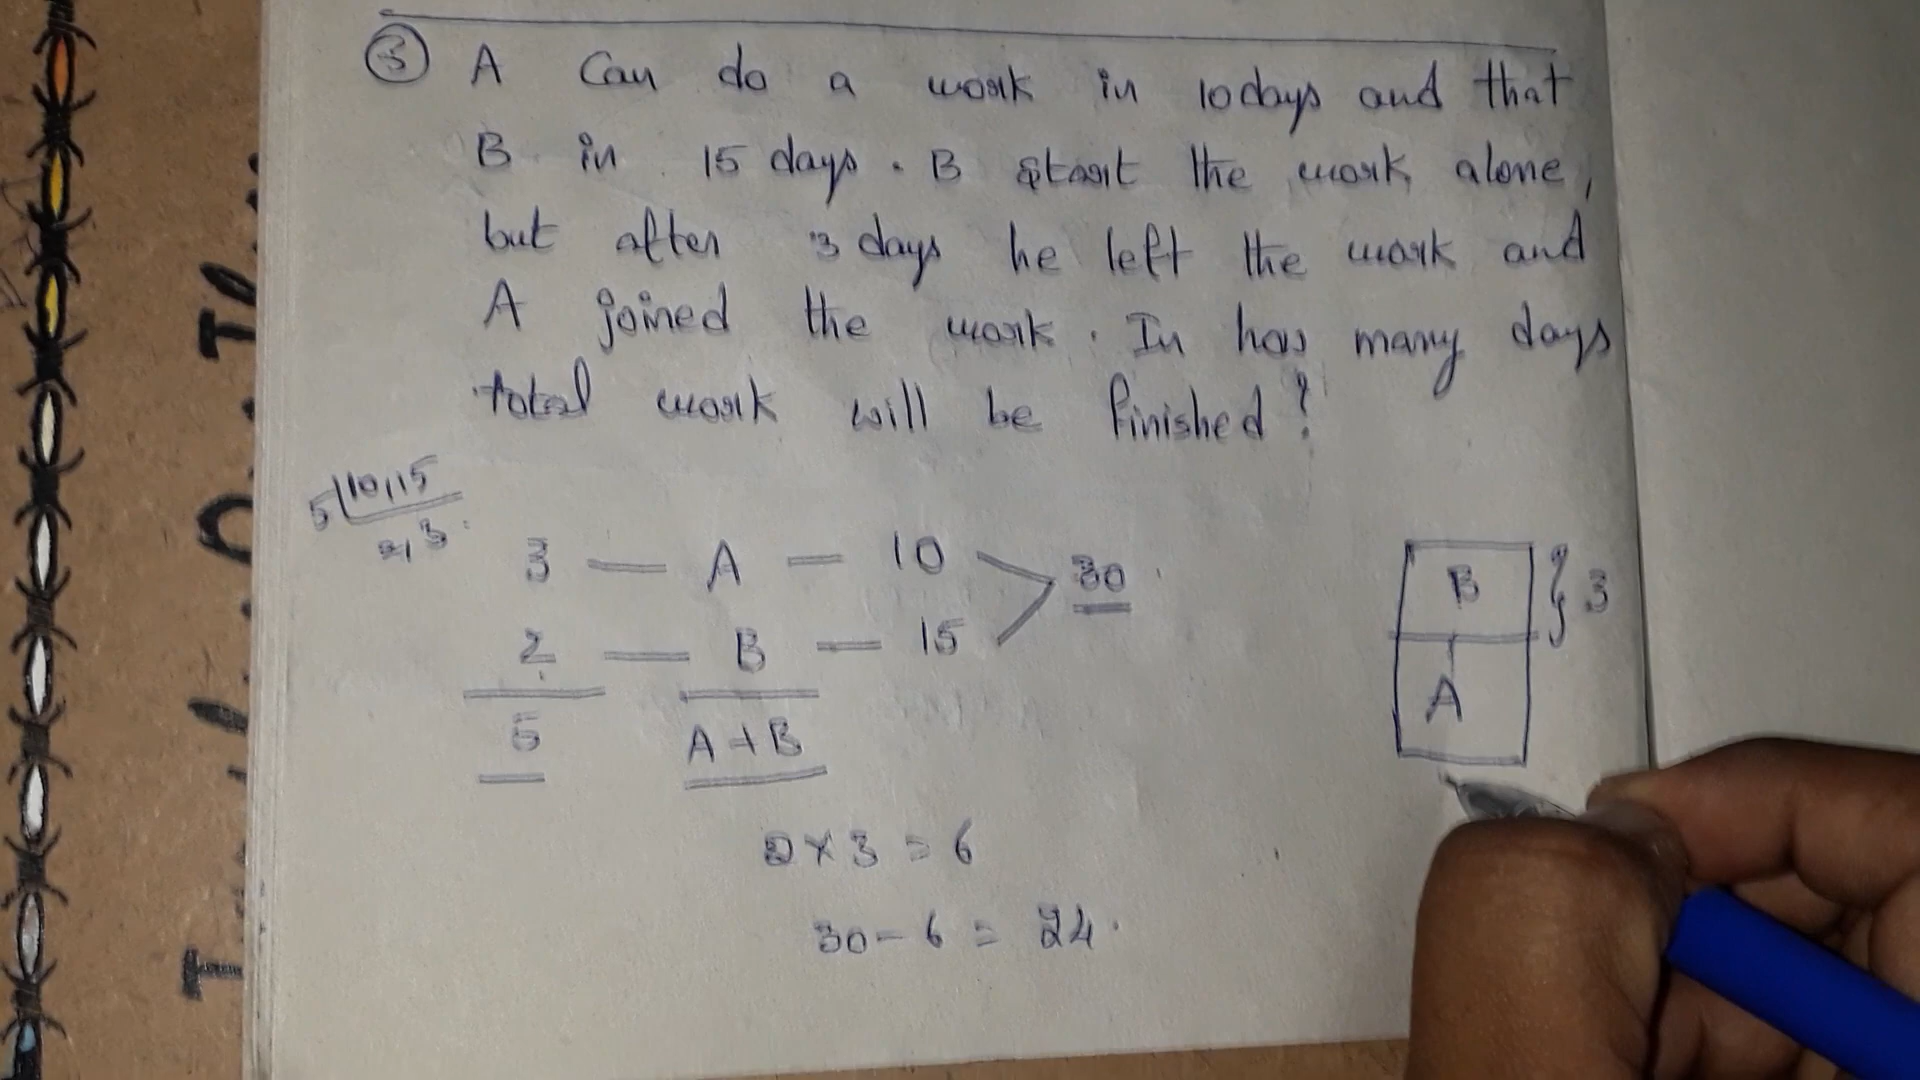 ③ A Can do a work in 10 days and that
B in 15 days. B start the work alone,
but after 3 days he left the work and
A joined the work. In how many days
total work will be finished?
5 | 10, 15
2, 3
3 — A — 10
30
2 — B — 15
5 A + B
2 × 3 = 6
30 - 6 = 24.
B } 3
A